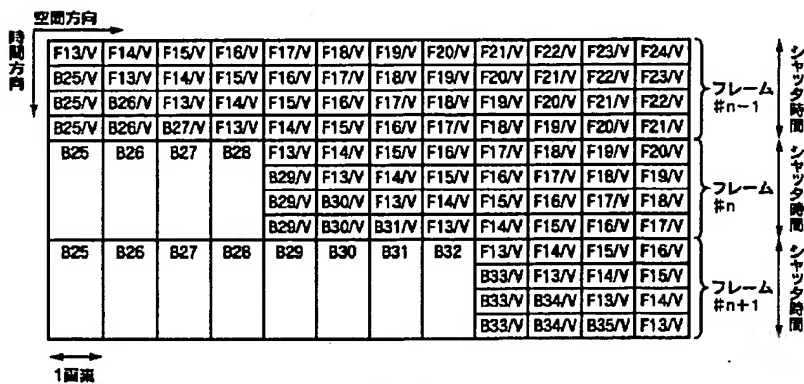 空間方向
時間方向
F13/V F14/V F15/V F16/V F17/V F18/V F19/V F20/V F21/V F22/V F23/V F24/V
B25/V F13/V F14/V F15/V F16/V F17/V F18/V F19/V F20/V F21/V F22/V F23/V
B25/V B26/V F13/V F14/V F15/V F16/V F17/V F18/V F19/V F20/V F21/V F22/V
B25/V B26/V B27/V F13/V F14/V F15/V F16/V F17/V F18/V F19/V F20/V F21/V
フレーム
#n-1
シャッタ時間
B25 B26 B27 B28 F13/V F14/V F15/V F16/V F17/V F18/V F19/V F20/V
B29/V F13/V F14/V F15/V F16/V F17/V F18/V F19/V
B29/V B30/V F13/V F14/V F15/V F16/V F17/V F18/V
B29/V B30/V B31/V F13/V F14/V F15/V F16/V F17/V
フレーム
#n
シャッタ時間
B25 B26 B27 B28 B29 B30 B31 B32 F13/V F14/V F15/V F16/V
B33/V F13/V F14/V F15/V
B33/V B34/V F13/V F14/V
B33/V B34/V B35/V F13/V
フレーム
#n+1
シャッタ時間
1画素